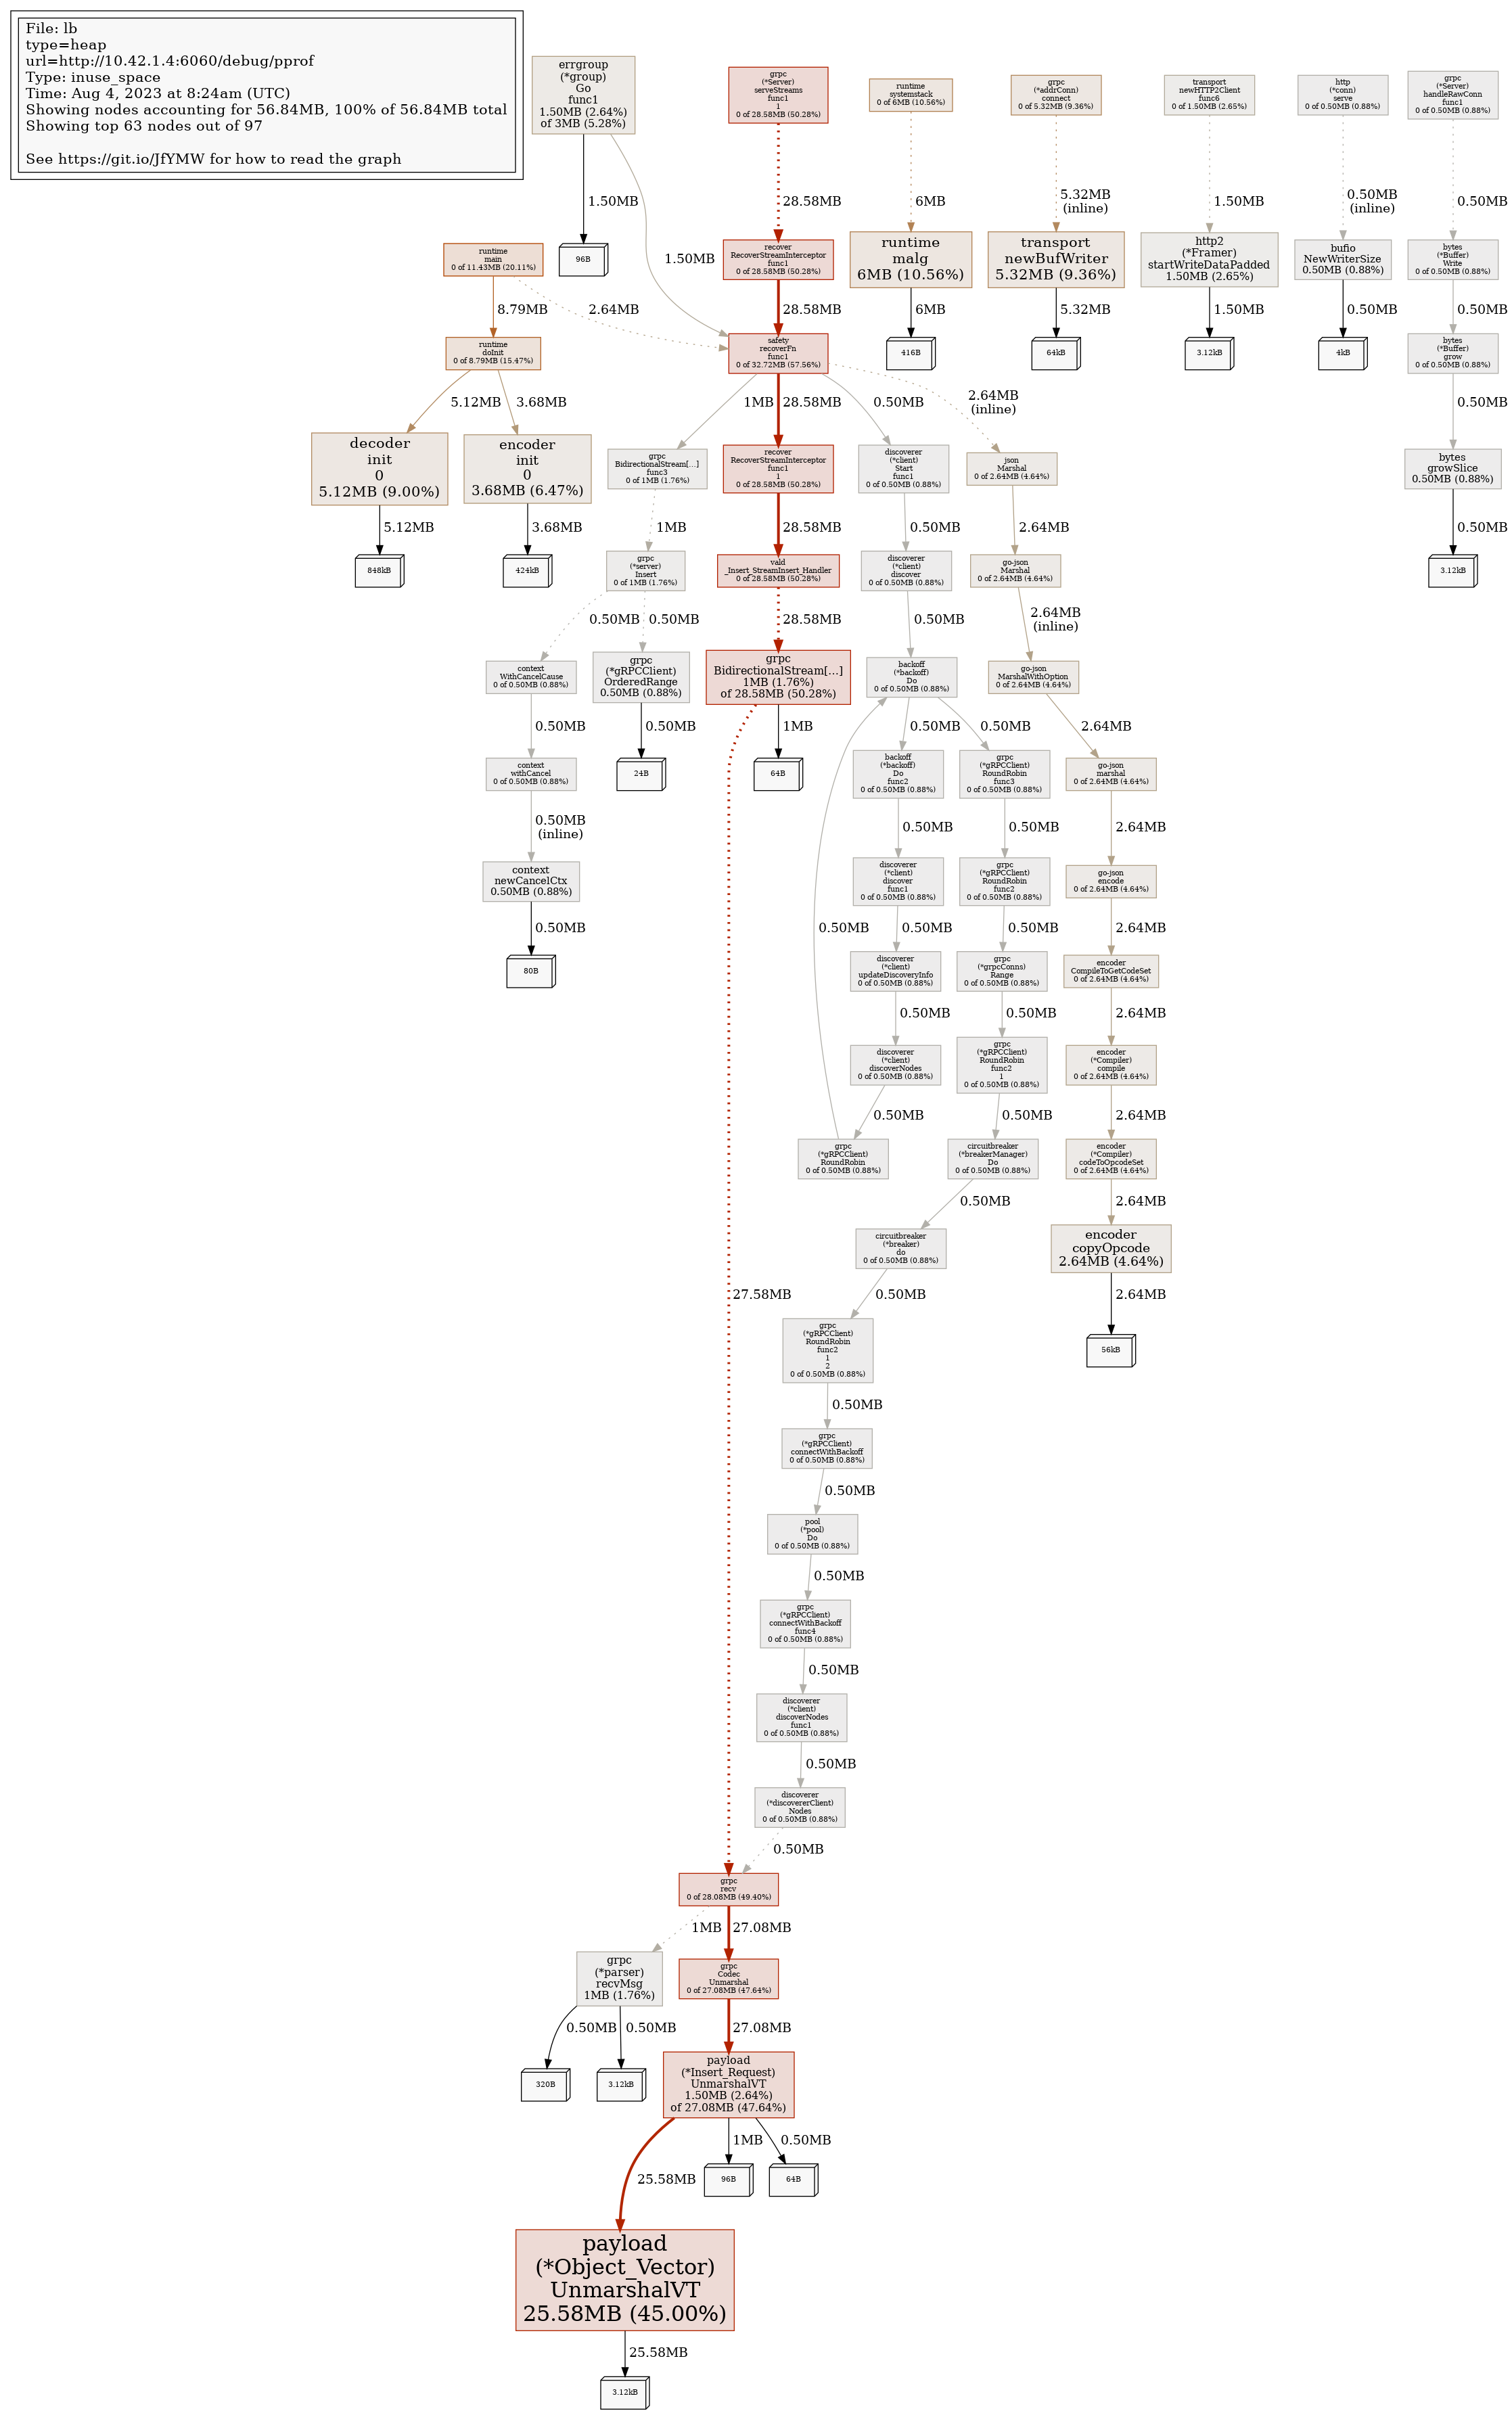 File: lb
type=heap
url=http://10.42.1.4:6060/debug/pprof
Type: inuse_space
Time: Aug 4, 2023 at 8:24am (UTC)
Showing nodes accounting for 56.84MB, 100% of 56.84MB total
Showing top 63 nodes out of 97
See https://git.io/JfYMW for how to read the graph
errgroup
(*group)
Go
func1
1.50MB (2.64%)
of 3MB (5.28%)
grpc
(*Server)
serveStreams
func1
1
0 of 28.58MB (50.28%)
runtime
systemstack
0 of 6MB (10.56%)
grpc
(*addrConn)
connect
0 of 5.32MB (9.36%)
transport
newHTTP2Client
func6
0 of 1.50MB (2.65%)
http
(*conn)
serve
0 of 0.50MB (0.88%)
grpc
(*Server)
handleRawConn
func1
0 of 0.50MB (0.88%)
1.50MB
28.58MB
6MB
5.32MB
(inline)
1.50MB
0.50MB
(inline)
0.50MB
runtime
main
0 of 11.43MB (20.11%)
96B
1.50MB
recover
RecoverStreamInterceptor
func1
0 of 28.58MB (50.28%)
runtime
malg
6MB (10.56%)
transport
newBufWriter
5.32MB (9.36%)
http2
(*Framer)
startWriteDataPadded
1.50MB (2.65%)
bufio
NewWriterSize
0.50MB (0.88%)
bytes
(*Buffer)
Write
0 of 0.50MB (0.88%)
8.79MB
2.64MB
28.58MB
6MB
5.32MB
1.50MB
0.50MB
0.50MB
runtime
doInit
0 of 8.79MB (15.47%)
safety
recoverFn
func1
0 of 32.72MB (57.56%)
416B
64kB
3.12kB
4kB
bytes
(*Buffer)
grow
0 of 0.50MB (0.88%)
5.12MB
3.68MB
1MB
28.58MB
0.50MB
2.64MB
(inline)
0.50MB
decoder
init
0
5.12MB (9.00%)
encoder
init
0
3.68MB (6.47%)
grpc
BidirectionalStream[...]
func3
0 of 1MB (1.76%)
recover
RecoverStreamInterceptor
func1
1
0 of 28.58MB (50.28%)
discoverer
(*client)
Start
func1
0 of 0.50MB (0.88%)
json
Marshal
0 of 2.64MB (4.64%)
bytes
growSlice
0.50MB (0.88%)
5.12MB
3.68MB
1MB
28.58MB
0.50MB
2.64MB
0.50MB
848kB
424kB
grpc
(*server)
Insert
0 of 1MB (1.76%)
vald
_Insert_StreamInsert_Handler
0 of 28.58MB (50.28%)
discoverer
(*client)
discover
0 of 0.50MB (0.88%)
go-json
Marshal
0 of 2.64MB (4.64%)
3.12kB
0.50MB
0.50MB
28.58MB
0.50MB
2.64MB
(inline)
context
WithCancelCause
0 of 0.50MB (0.88%)
grpc
(*gRPCClient)
OrderedRange
0.50MB (0.88%)
grpc
BidirectionalStream[...]
1MB (1.76%)
of 28.58MB (50.28%)
backoff
(*backoff)
Do
0 of 0.50MB (0.88%)
go-json
MarshalWithOption
0 of 2.64MB (4.64%)
0.50MB
0.50MB
1MB
0.50MB
0.50MB
2.64MB
context
withCancel
0 of 0.50MB (0.88%)
24B
64B
backoff
(*backoff)
Do
func2
0 of 0.50MB (0.88%)
grpc
(*gRPCClient)
RoundRobin
func3
0 of 0.50MB (0.88%)
go-json
marshal
0 of 2.64MB (4.64%)
0.50MB
(inline)
0.50MB
0.50MB
2.64MB
context
newCancelCtx
0.50MB (0.88%)
discoverer
(*client)
discover
func1
0 of 0.50MB (0.88%)
grpc
(*gRPCClient)
RoundRobin
func2
0 of 0.50MB (0.88%)
go-json
encode
0 of 2.64MB (4.64%)
0.50MB
0.50MB
0.50MB
0.50MB
2.64MB
80B
discoverer
(*client)
updateDiscoveryInfo
0 of 0.50MB (0.88%)
grpc
(*grpcConns)
Range
0 of 0.50MB (0.88%)
encoder
CompileToGetCodeSet
0 of 2.64MB (4.64%)
0.50MB
0.50MB
2.64MB
discoverer
(*client)
discoverNodes
0 of 0.50MB (0.88%)
grpc
(*gRPCClient)
RoundRobin
func2
1
0 of 0.50MB (0.88%)
encoder
(*Compiler)
compile
0 of 2.64MB (4.64%)
0.50MB
0.50MB
2.64MB
grpc
(*gRPCClient)
RoundRobin
0 of 0.50MB (0.88%)
circuitbreaker
(*breakerManager)
Do
0 of 0.50MB (0.88%)
encoder
(*Compiler)
codeToOpcodeSet
0 of 2.64MB (4.64%)
0.50MB
2.64MB
circuitbreaker
(*breaker)
do
0 of 0.50MB (0.88%)
encoder
copyOpcode
2.64MB (4.64%)
27.58MB
0.50MB
2.64MB
grpc
(*gRPCClient)
RoundRobin
func2
1
2
0 of 0.50MB (0.88%)
56kB
0.50MB
grpc
(*gRPCClient)
connectWithBackoff
0 of 0.50MB (0.88%)
0.50MB
pool
(*pool)
Do
0 of 0.50MB (0.88%)
0.50MB
grpc
(*gRPCClient)
connectWithBackoff
func4
0 of 0.50MB (0.88%)
0.50MB
discoverer
(*client)
discoverNodes
func1
0 of 0.50MB (0.88%)
0.50MB
discoverer
(*discovererClient)
Nodes
0 of 0.50MB (0.88%)
0.50MB
grpc
recv
0 of 28.08MB (49.40%)
1MB
27.08MB
grpc
(*parser)
recvMsg
1MB (1.76%)
grpc
Codec
Unmarshal
0 of 27.08MB (47.64%)
0.50MB
0.50MB
27.08MB
320B
3.12kB
payload
(*Insert_Request)
UnmarshalVT
1.50MB (2.64%)
of 27.08MB (47.64%)
25.58MB
1MB
0.50MB
96B
64B
payload
(*Object_Vector)
UnmarshalVT
25.58MB (45.00%)
25.58MB
3.12kB